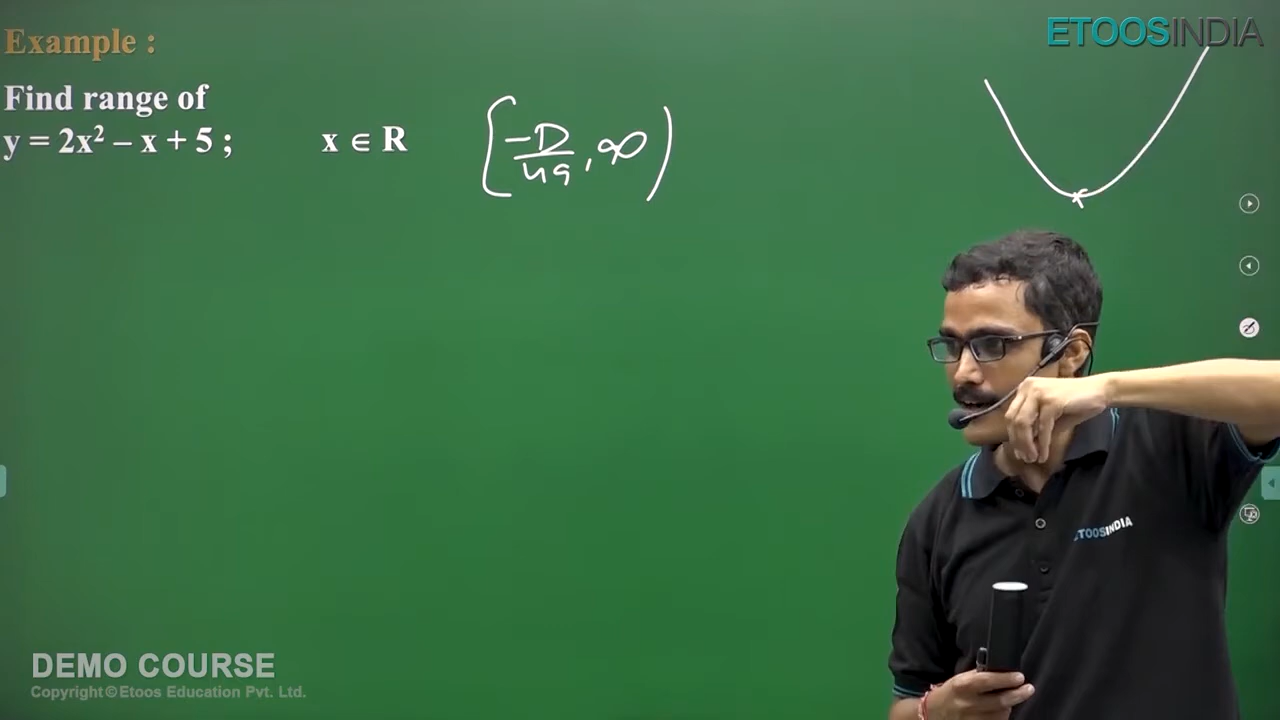 ETOOSINDIA
Example :
Find range of
y = 2x² – x + 5 ; x ∈ R [-D/4a, ∞)
ETOOSINDIA
DEMO COURSE
Copyright © Etoos Education Pvt. Ltd.